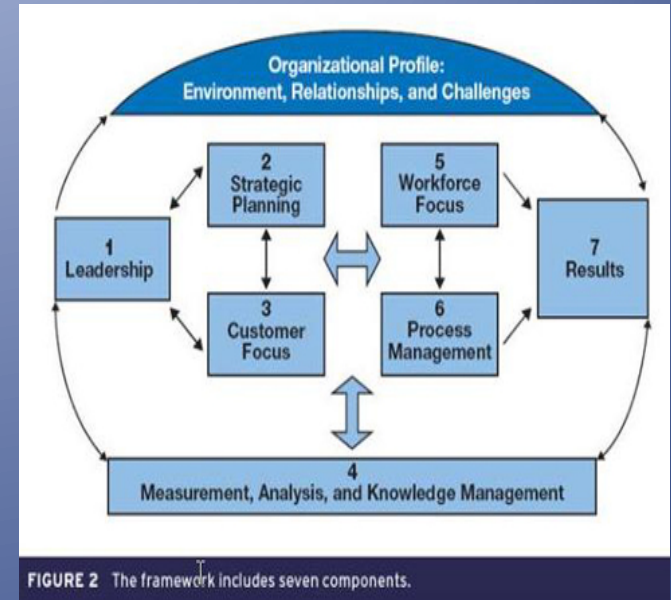 Organizational Profile:
Environment, Relationships, and Challenges
2
Strategic
Planning
5
Workforce
Focus
1
Leadership
7
Results
3
Customer
Focus
6
Process
Management
4
Measurement, Analysis, and Knowledge Management
FIGURE 2 The framework includes seven components.